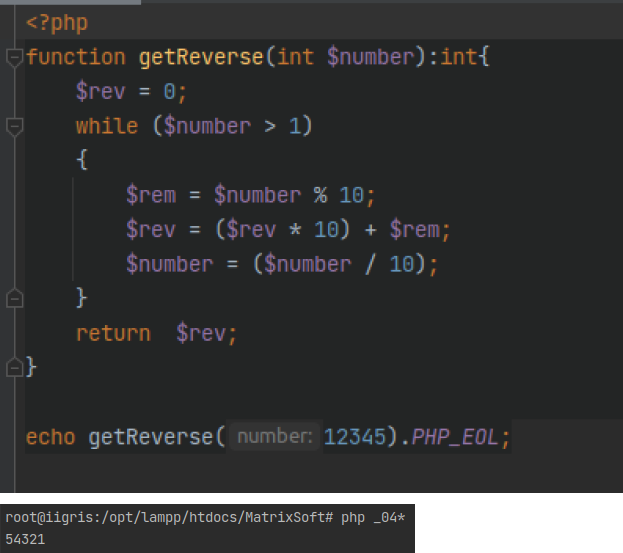 <?php
function getReverse(int $number):int{
    $rev = 0;
    while ($number > 1)
    {
        $rem = $number % 10;
        $rev = ($rev * 10) + $rem;
        $number = ($number / 10);
    }
    return  $rev;
}
echo getReverse( number: 12345).PHP_EOL;
root@iigris:/opt/lampp/htdocs/MatrixSoft# php _04*
54321